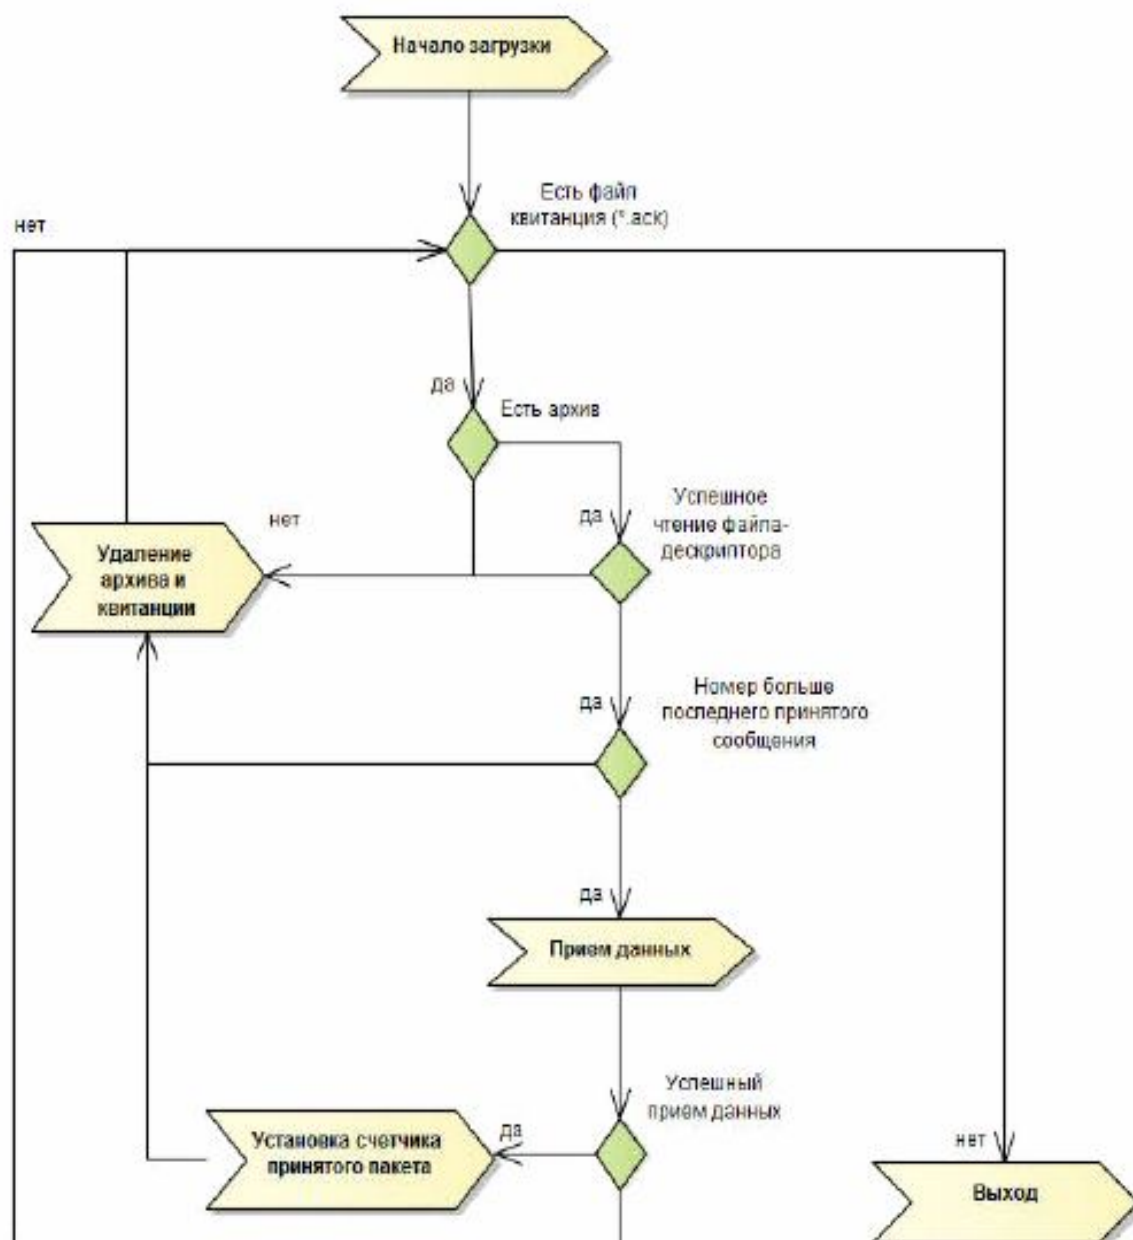 Начало загрузки
Есть файл
квитанция (*.ack)
нет
да
Есть архив
Успешное
чтение файла-
дескриптора
да
нет
Удаление
архива и
квитанции
Номер больше
последнего принятого
сообщения
да
да
Прием данных
Успешный
прием данных
да
Установка счетчика
принятого пакета
нет
Выход